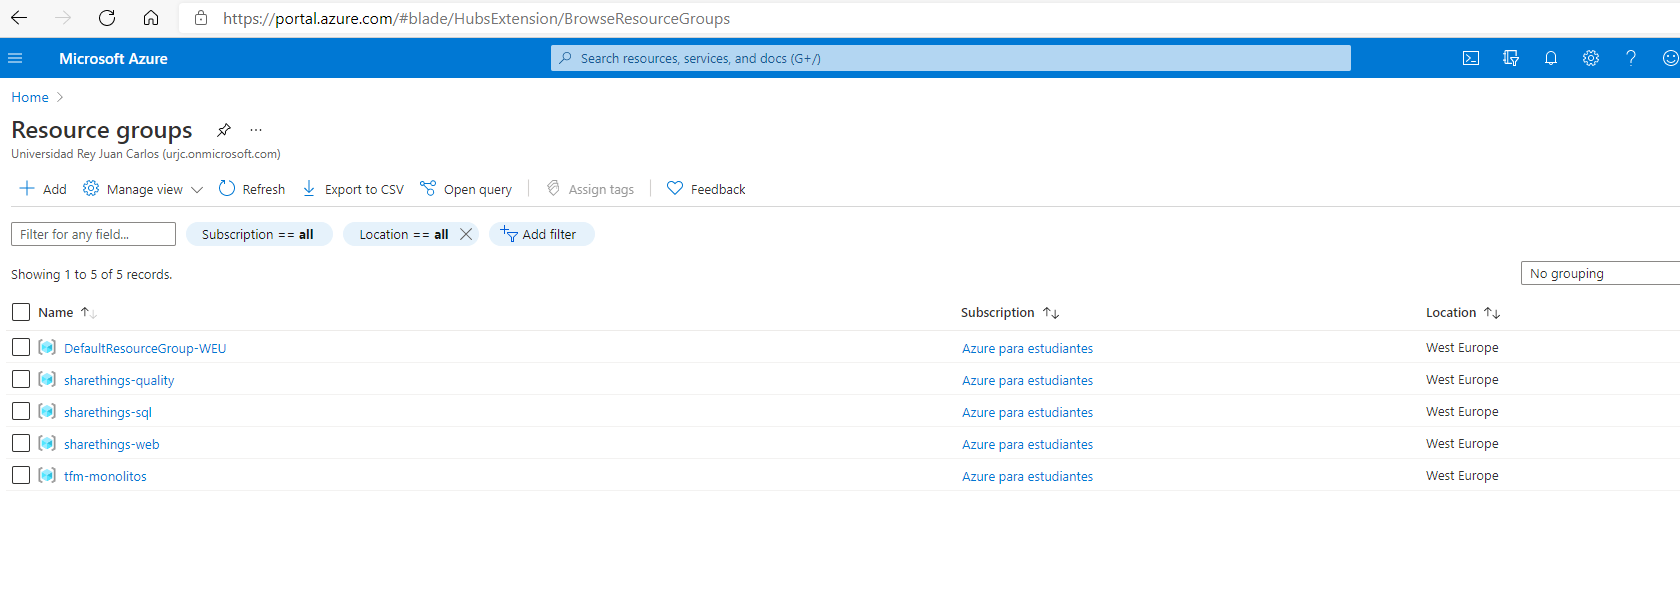 https://portal.azure.com/#blade/HubsExtension/BrowseResourceGroups
Microsoft Azure
Search resources, services, and docs (G+/)
Home
Resource groups
Universidad Rey Juan Carlos (urjc.onmicrosoft.com)
Add Manage view Refresh Export to CSV Open query Assign tags Feedback
Filter for any field... Subscription == all Location == all Add filter
Showing 1 to 5 of 5 records.
No grouping
Name Subscription Location
DefaultResourceGroup-WEU Azure para estudiantes West Europe
sharethings-quality Azure para estudiantes West Europe
sharethings-sql Azure para estudiantes West Europe
sharethings-web Azure para estudiantes West Europe
tfm-monolitos Azure para estudiantes West Europe